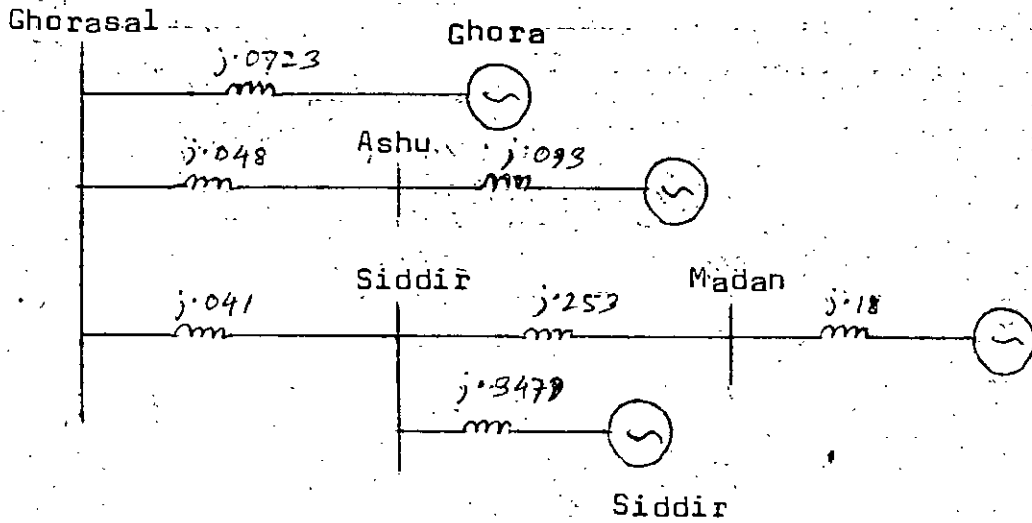 Ghorasal
Ghora
j.0723
Ashu
j.048
j.093
Siddir
Madan
j.041
j.253
j.18
Siddir